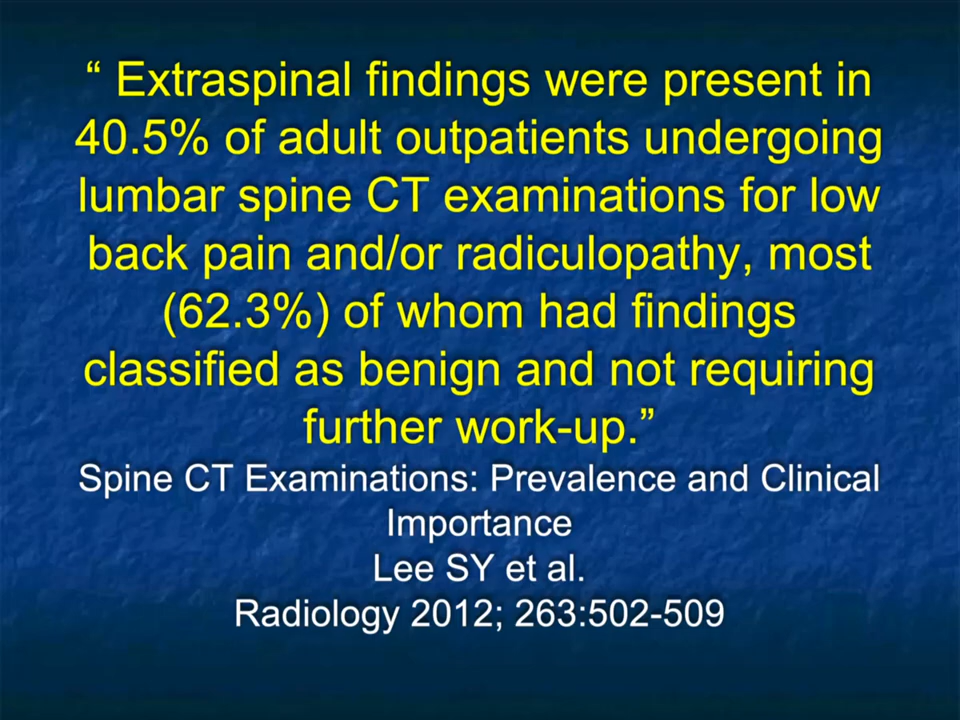 “ Extraspinal findings were present in
40.5% of adult outpatients undergoing
lumbar spine CT examinations for low
back pain and/or radiculopathy, most
(62.3%) of whom had findings
classified as benign and not requiring
further work-up.”
Spine CT Examinations: Prevalence and Clinical
Importance
Lee SY et al.
Radiology 2012; 263:502-509